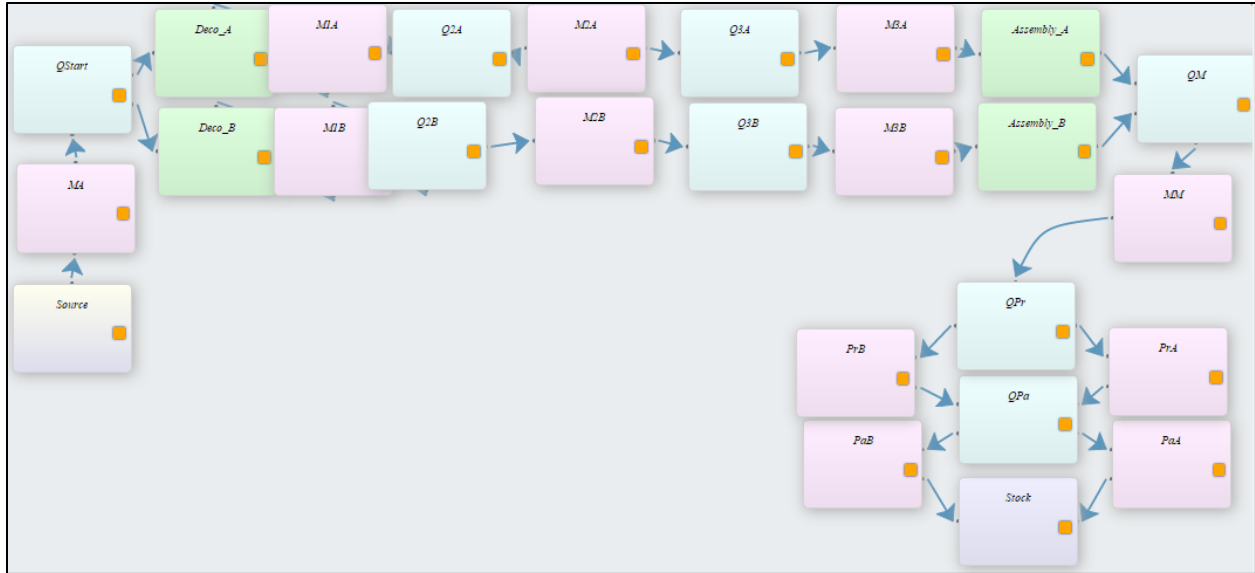 QStart
Deco_A
M1A
Q2A
M2A
Q3A
M3A
Assembly_A
QM
Deco_B
M1B
Q2B
M2B
Q3B
M3B
Assembly_B
MA
MM
Source
QPr
PrB
PrA
QPa
PaB
PaA
Stock